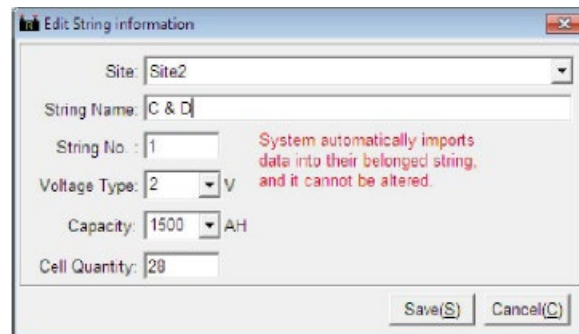 Edit String information
Site: Site2
String Name: C & D
String No. : 1
System automatically imports
data into their belonged string,
and it cannot be altered.
Voltage Type: 2 V
Capacity: 1500 AH
Cell Quantity: 28
Save(S) Cancel(C)